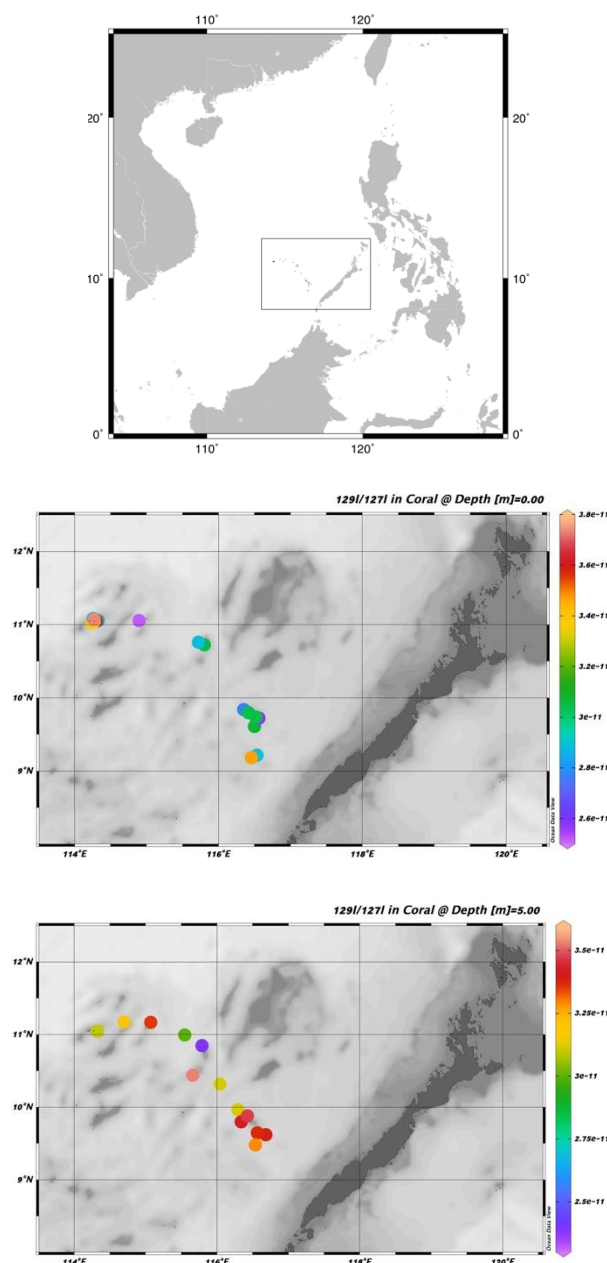 110˚ 120˚
20˚ 20˚
10˚ 10˚
0˚ 0˚
110˚ 120˚
129I/127I in Coral @ Depth [m]=0.00
3.8e-11
12°N
3.6e-11
11°N
3.4e-11
3.2e-11
10°N
3e-11
2.8e-11
9°N
2.6e-11
Ocean Data View
114°E 116°E 118°E 120°E
129I/127I in Coral @ Depth [m]=5.00
3.5e-11
12°N
3.25e-11
11°N
3e-11
10°N
2.75e-11
9°N
2.5e-11
Ocean Data View
114°E 116°E 118°E 120°E